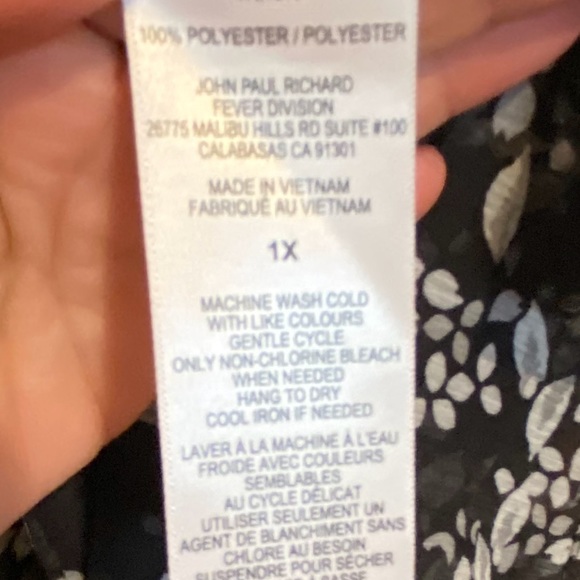 100% POLYESTER / POLYESTER
JOHN PAUL RICHARD
FEVER DIVISION
26775 MALIBU HILLS RD SUITE #100
CALABASAS CA 91301
MADE IN VIETNAM
FABRIQUÉ AU VIETNAM
1X
MACHINE WASH COLD
WITH LIKE COLOURS
GENTLE CYCLE
ONLY NON-CHLORINE BLEACH
WHEN NEEDED
HANG TO DRY
COOL IRON IF NEEDED
LAVER À LA MACHINE À L'EAU
FROIDE AVEC COULEURS
SEMBLABLES
AU CYCLE DÉLICAT
UTILISER SEULEMENT UN
AGENT DE BLANCHIMENT SANS
CHLORE AU BESOIN
SUSPENDRE POUR SÉCHER